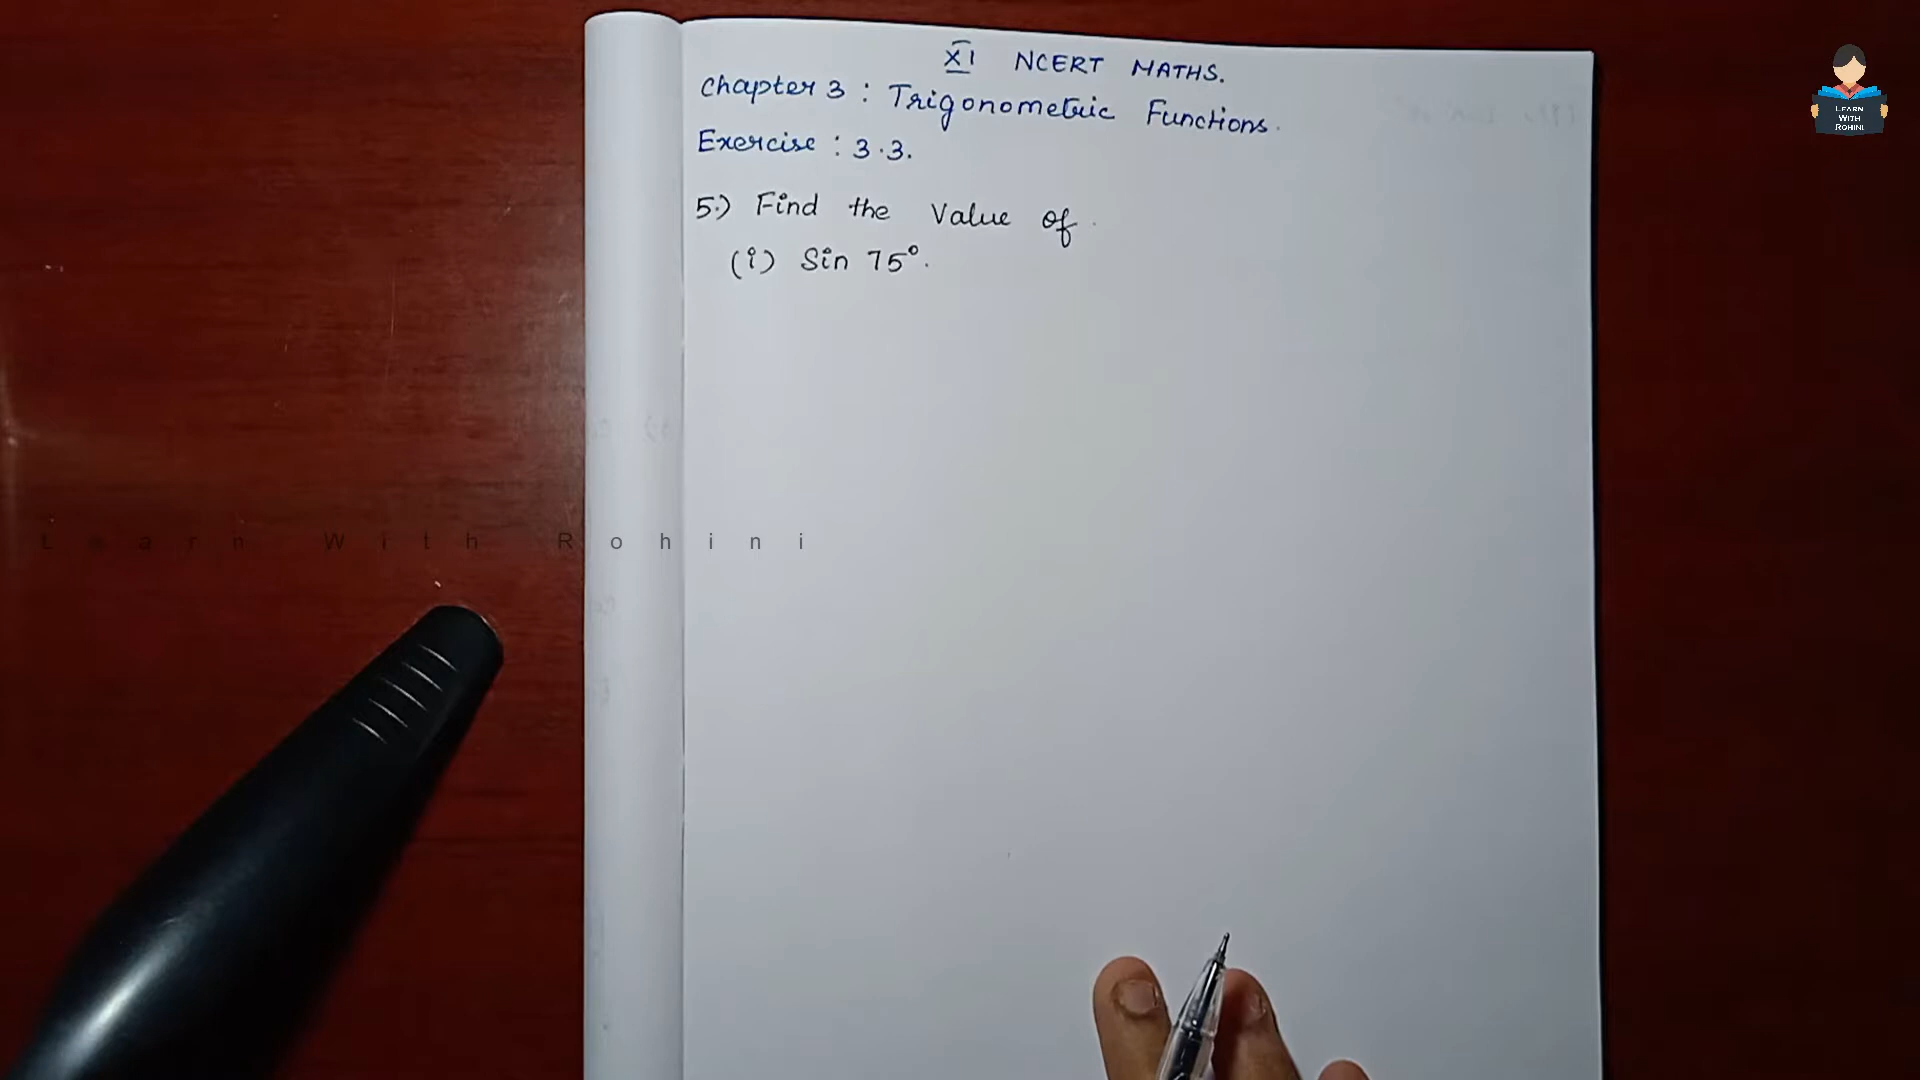 XI NCERT MATHS.
Chapter 3 : Trigonometric Functions.
Exercise : 3.3.
5.) Find the Value of.
(i) Sin 75°.
LEARN
WITH
ROHINI
Learn With Rohini